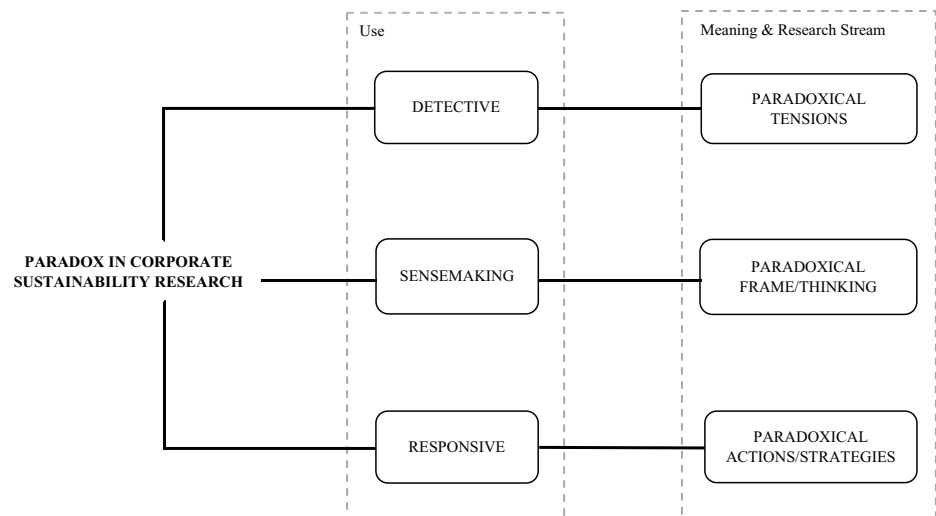 Use
Meaning & Research Stream
DETECTIVE
PARADOXICAL
TENSIONS
PARADOX IN CORPORATE
SUSTAINABILITY RESEARCH
SENSEMAKING
PARADOXICAL
FRAME/THINKING
RESPONSIVE
PARADOXICAL
ACTIONS/STRATEGIES